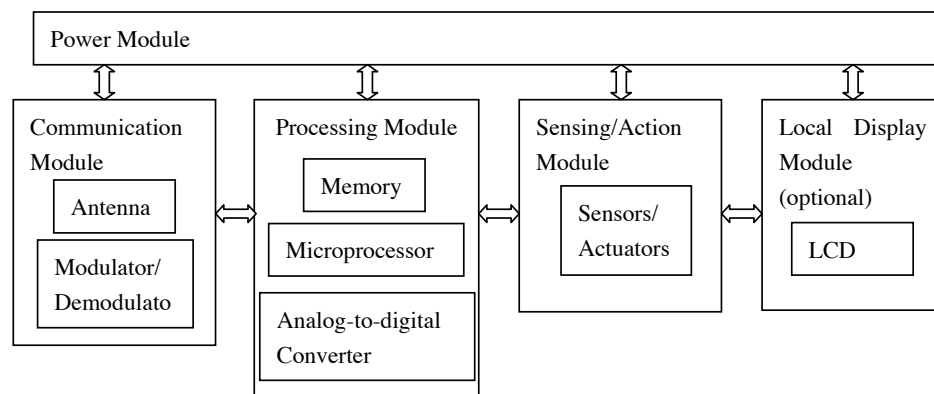 Power Module
Communication
Module
Antenna
Modulator/
Demodulato
Processing Module
Memory
Microprocessor
Analog-to-digital
Converter
Sensing/Action
Module
Sensors/
Actuators
Local Display
Module
(optional)
LCD